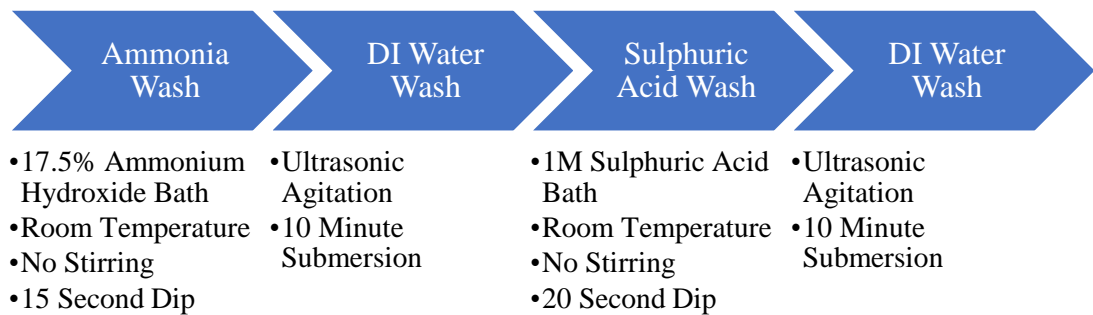 Ammonia
Wash
DI Water
Wash
Sulphuric
Acid Wash
DI Water
Wash
•17.5% Ammonium
Hydroxide Bath
•Room Temperature
•No Stirring
•15 Second Dip
•Ultrasonic
Agitation
•10 Minute
Submersion
•1M Sulphuric Acid
Bath
•Room Temperature
•No Stirring
•20 Second Dip
•Ultrasonic
Agitation
•10 Minute
Submersion